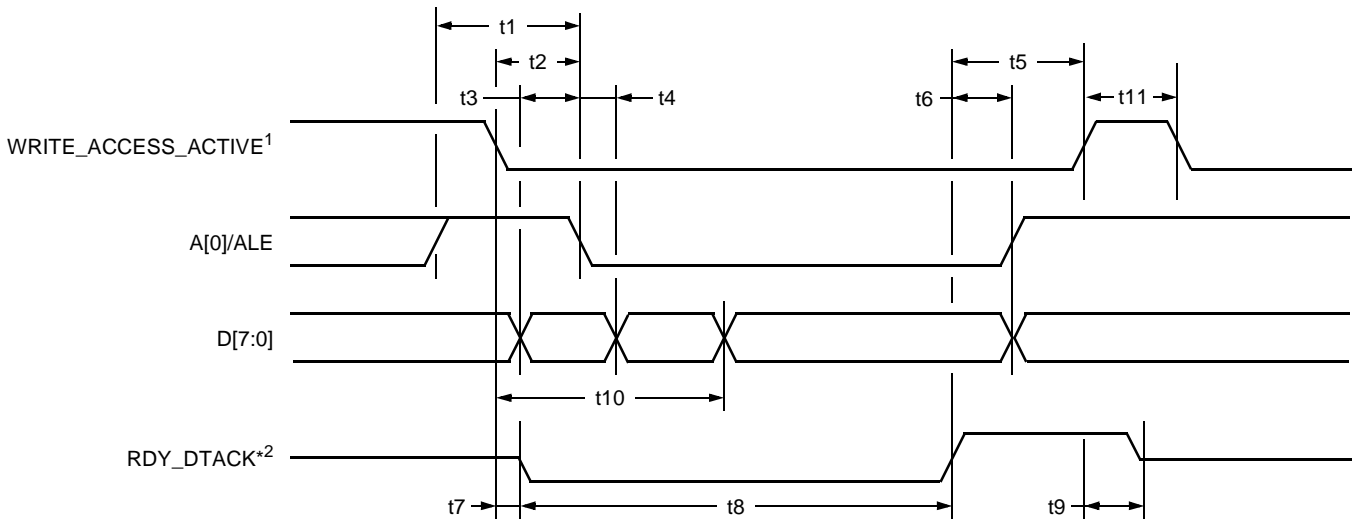 t1
t2
t5
t3
t4
t6
t11
WRITE_ACCESS_ACTIVE1
A[0]/ALE
D[7:0]
t10
RDY_DTACK*2
t7
t8
t9